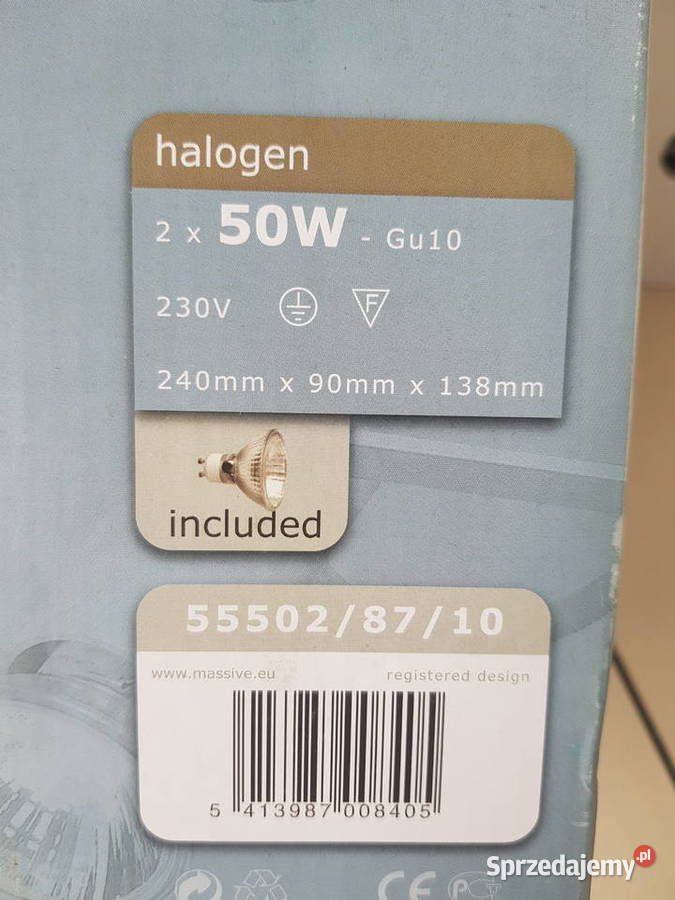 halogen
2 x 50W - Gu10
230V F
240mm x 90mm x 138mm
included
55502/87/10
www.massive.eu registered design
5 413987 008405
CE
Sprzedajemy.pl